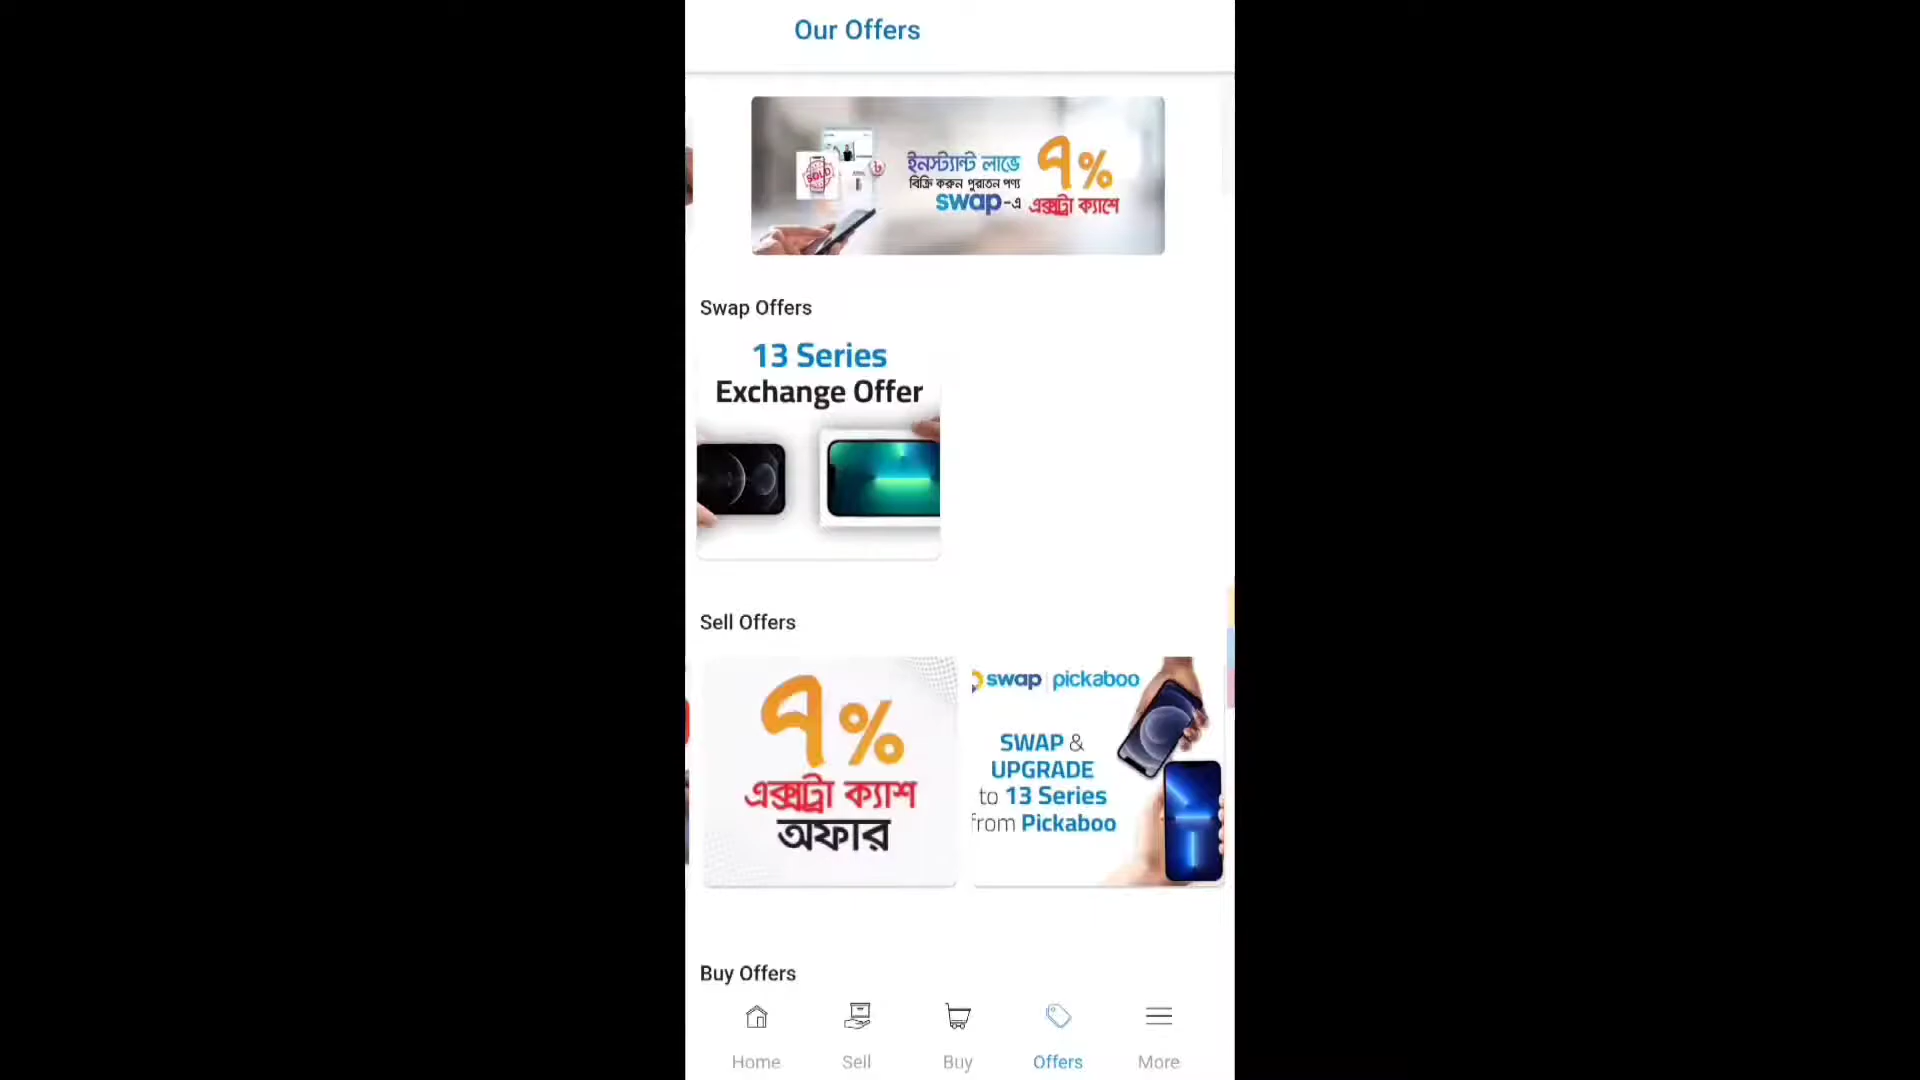 Our Offers
ইনস্ট্যান্ট লাভে
বিক্রি করুন পুরাতন পণ্য
swap-এ
৭%
এক্সট্রা ক্যাশে
SOLD
৳
Swap Offers
13 Series
Exchange Offer
Sell Offers
৭%
এক্সট্রা ক্যাশ
অফার
swap pickaboo
SWAP &
UPGRADE
to 13 Series
from Pickaboo
Buy Offers
Home Sell Buy Offers More